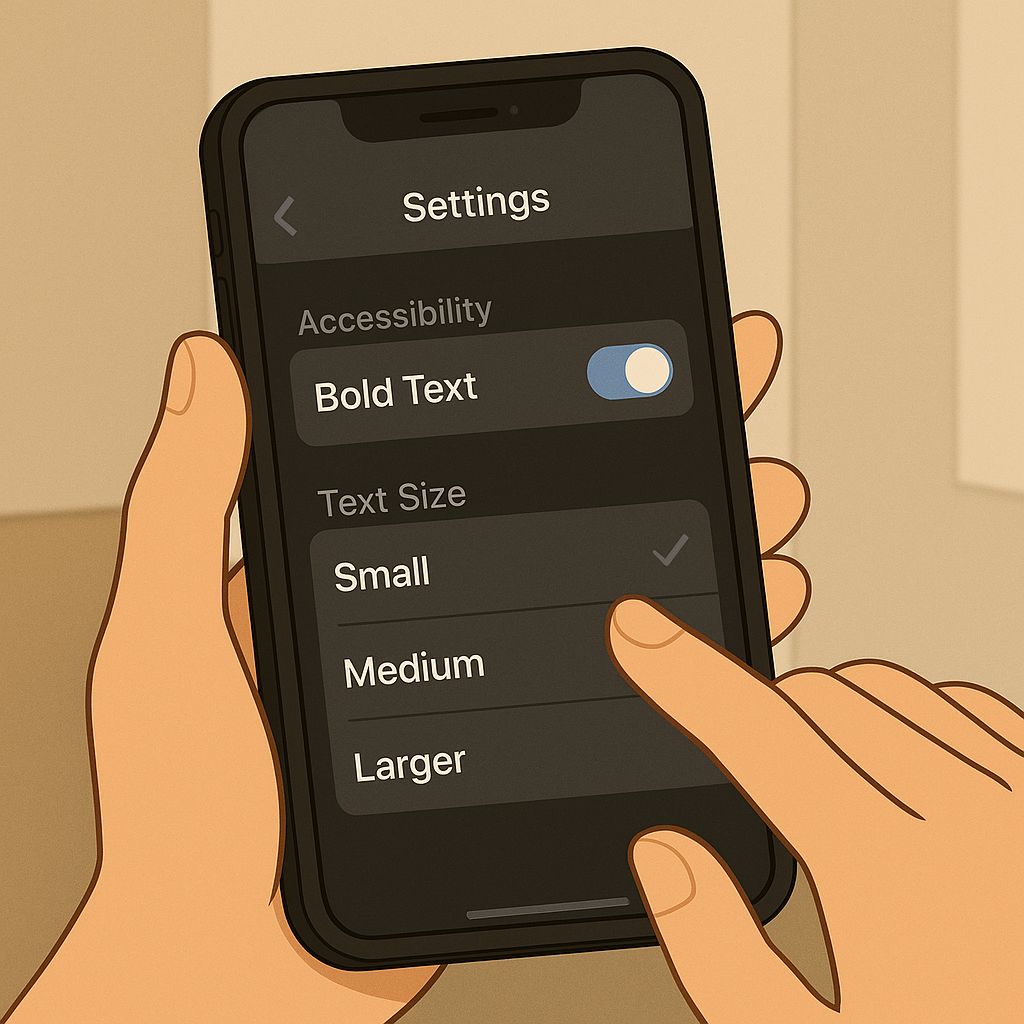 Settings
Accessibility
Bold Text
Text Size
Small
Medium
Larger